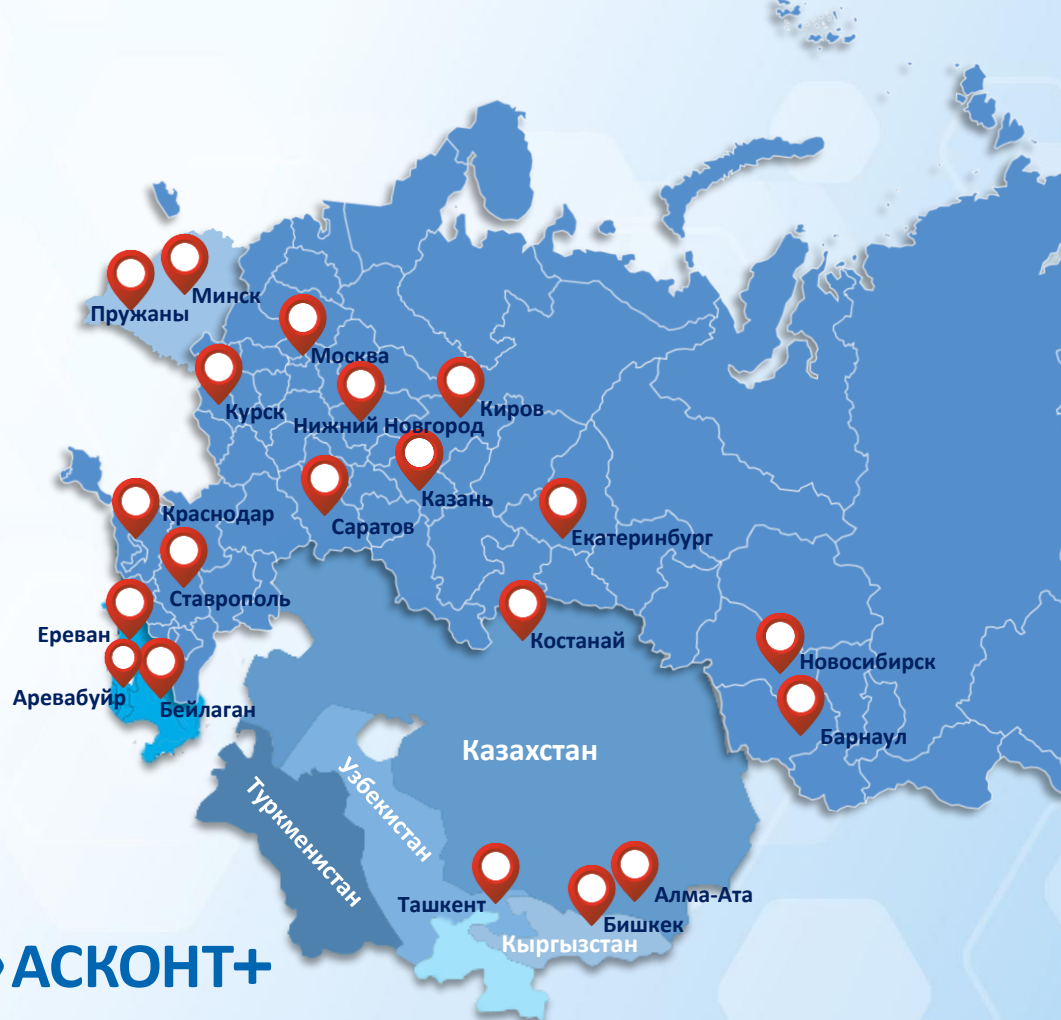 Минск
Пружаны
Москва
Курск
Киров
Нижний Новгород
Казань
Краснодар
Саратов
Екатеринбург
Ставрополь
Ереван
Костанай
Новосибирск
Аревабуйр
Бейлаган
Барнаул
Казахстан
Узбекистан
Туркменистан
Ташкент
Алма-Ата
Бишкек
Кыргызстан
АСКОНТ+